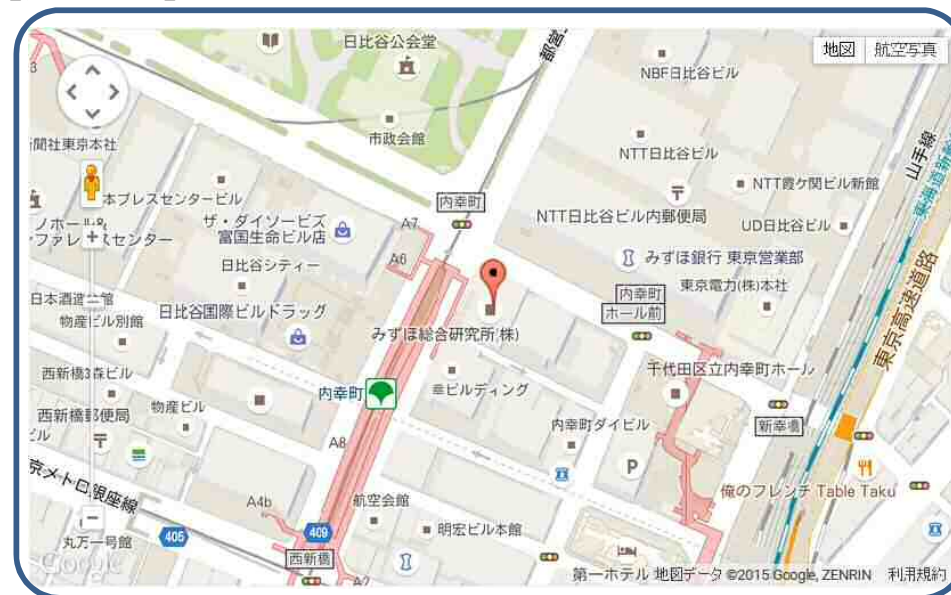 日比谷公会堂
都営
地図
航空写真
NBF日比谷ビル
市政会館
聞社東京本社
NTT日比谷ビル
山手線
本プレスセンタービル
内幸町
NTT霞ケ関ビル新館
NTT日比谷ビル内郵便局
UD日比谷ビル
ザ・ダイソービズ
富国生命ビル店
A7
A6
みずほ銀行 東京営業部
日比谷シティー
内幸町
ホール前
東京電力(株)本社
東京高速道路
物産ビル別館
日比谷国際ビルドラッグ
みずほ総合研究所(株)
千代田区立内幸町ホール
西新橋3森ビル
内幸町
幸ビルディング
物産ビル
西新橋郵便局
内幸町ダイビル
新幸橋
A8
P
京メトロ銀座線
俺のフレンチ Table Taku
A4b
航空会館
明宏ビル本館
405
409
丸万一号館
西新橋
A2
Google
第一ホテル
地図データ ©2015 Google, ZENRIN
利用規約